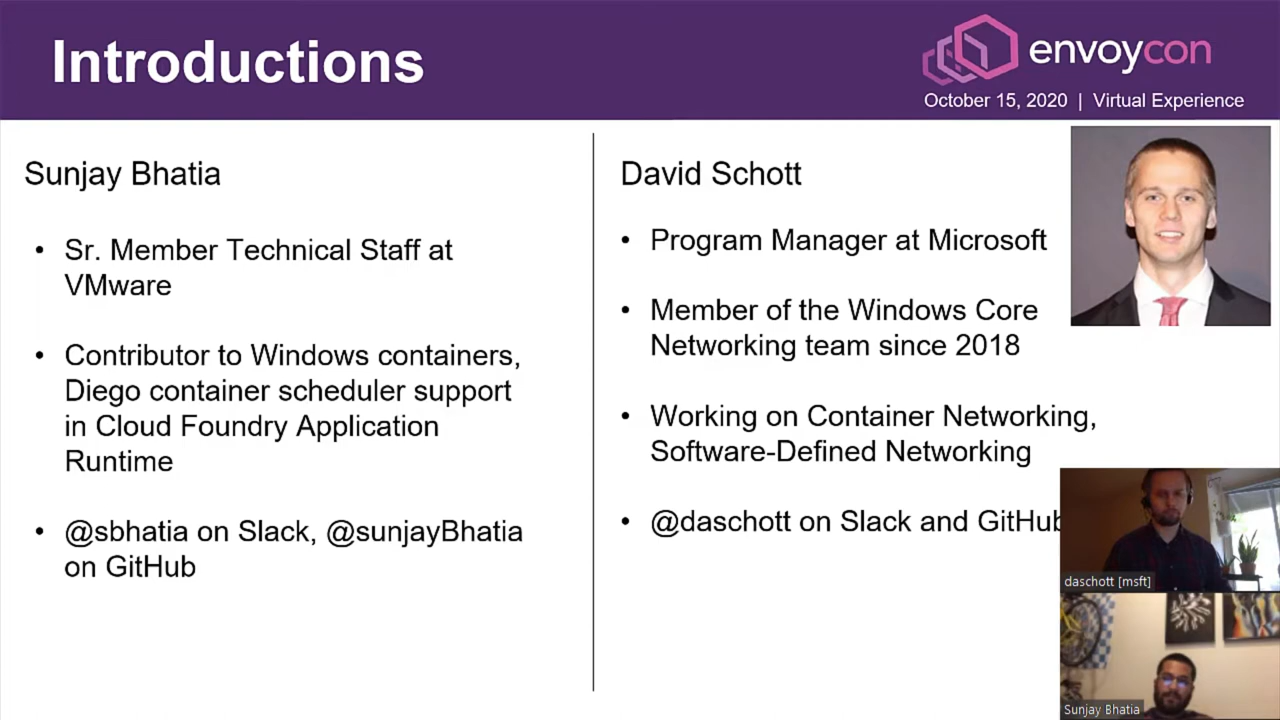 Introductions
envoycon
October 15, 2020 | Virtual Experience
Sunjay Bhatia
• Sr. Member Technical Staff at
VMware
• Contributor to Windows containers,
Diego container scheduler support
in Cloud Foundry Application
Runtime
• @sbhatia on Slack, @sunjayBhatia
on GitHub
David Schott
• Program Manager at Microsoft
• Member of the Windows Core
Networking team since 2018
• Working on Container Networking,
Software-Defined Networking
• @daschott on Slack and GitHub
daschott [msft]
Sunjay Bhatia